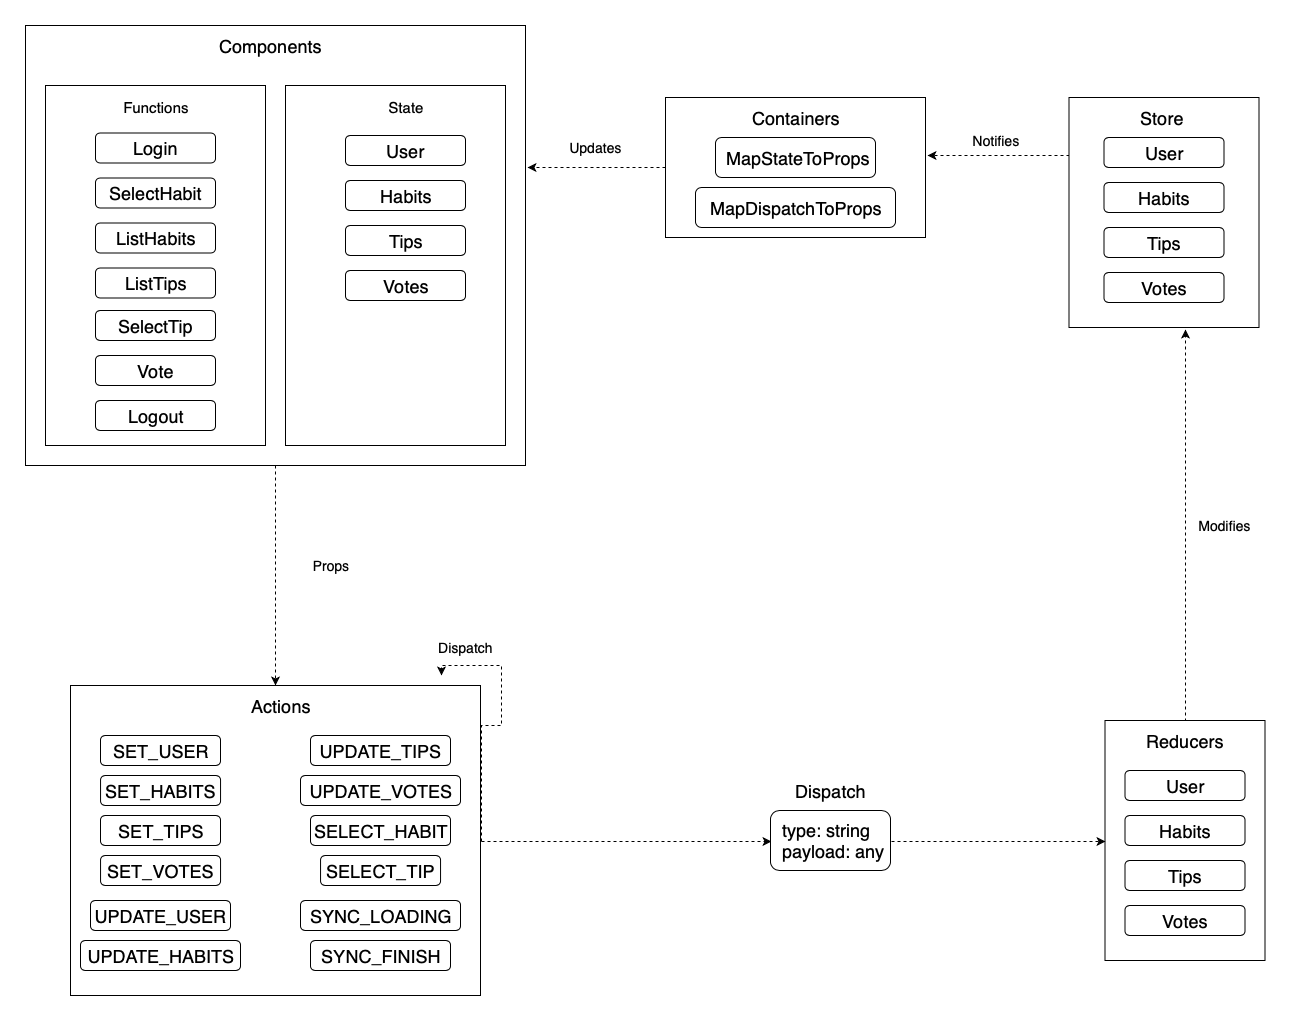 Components
Functions
Login
SelectHabit
ListHabits
ListTips
SelectTip
Vote
Logout
State
User
Habits
Tips
Votes
Updates
Containers
MapStateToProps
MapDispatchToProps
Notifies
Store
User
Habits
Tips
Votes
Modifies
Props
Dispatch
Actions
SET_USER
SET_HABITS
SET_TIPS
SET_VOTES
UPDATE_USER
UPDATE_HABITS
UPDATE_TIPS
UPDATE_VOTES
SELECT_HABIT
SELECT_TIP
SYNC_LOADING
SYNC_FINISH
Dispatch
type: string
payload: any
Reducers
User
Habits
Tips
Votes